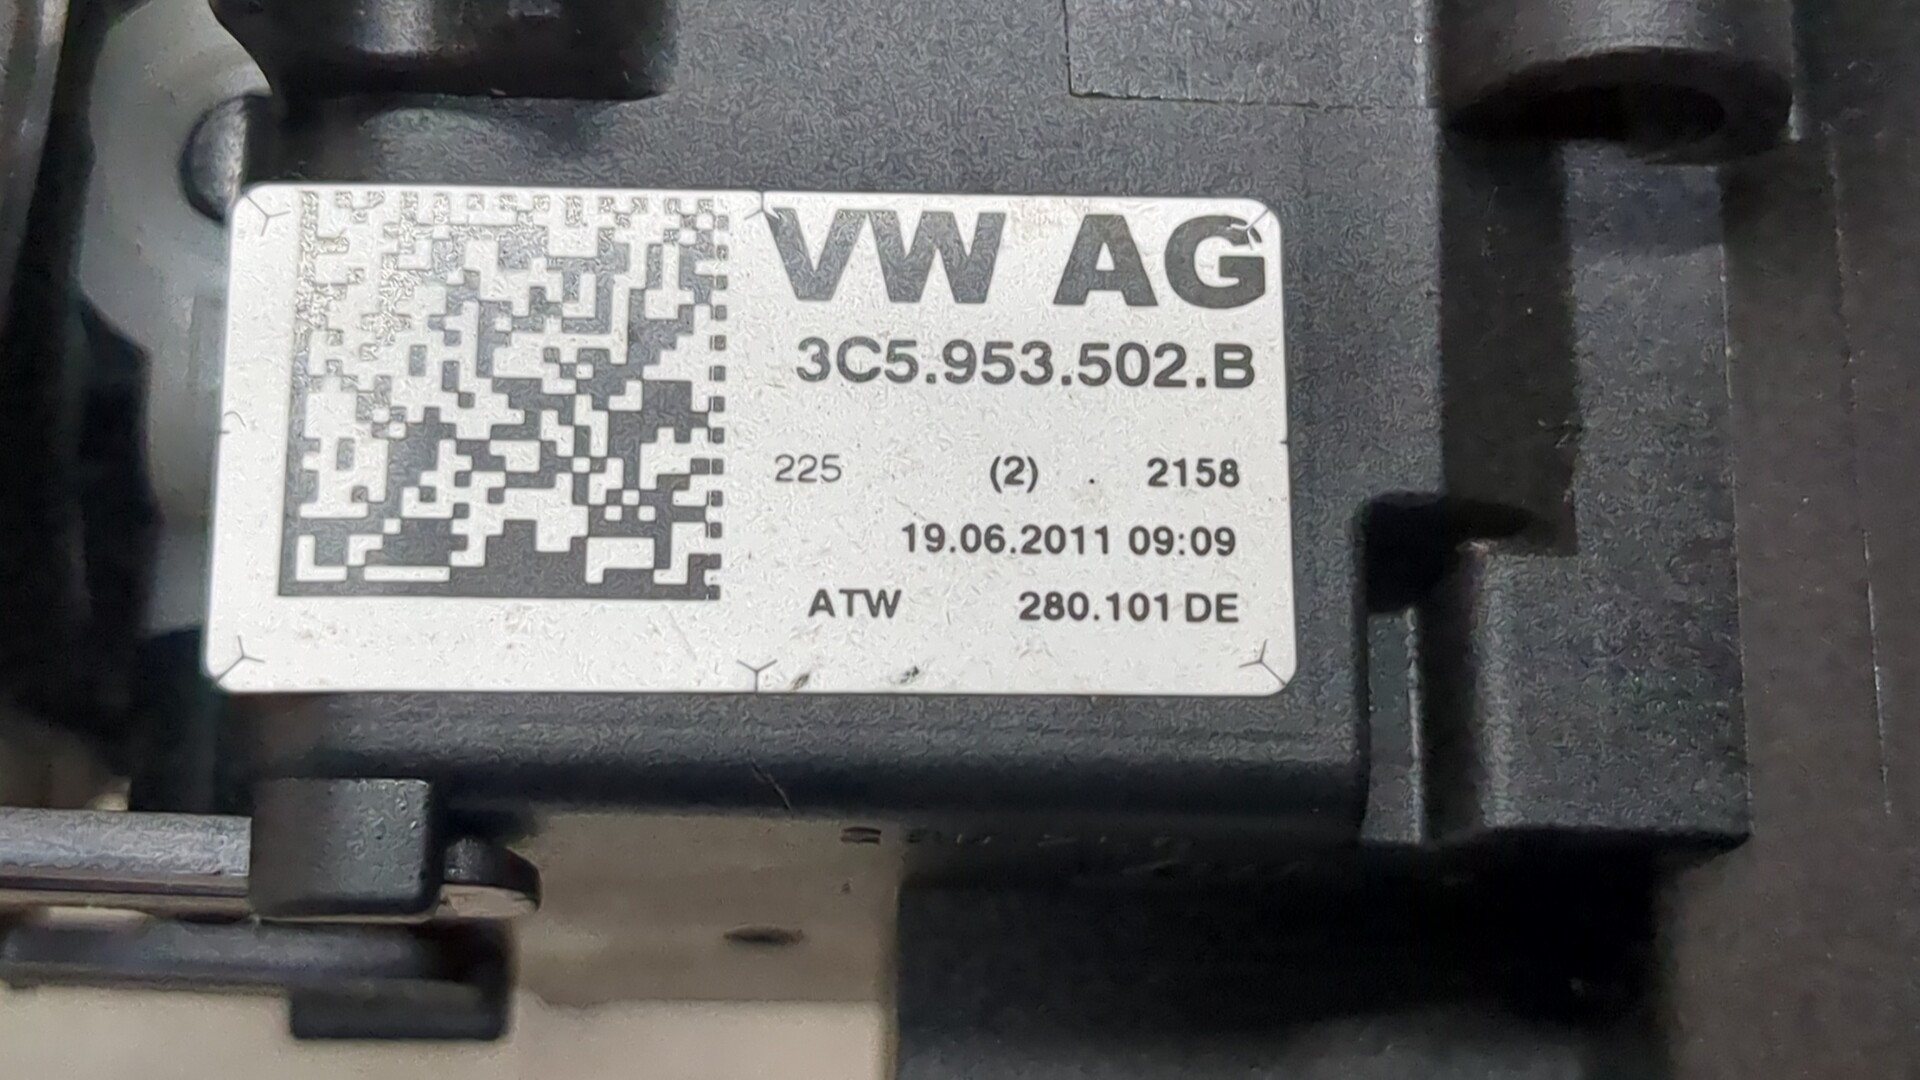 VW AG
3C5.953.502.B
225 (2) . 2158
19.06.2011 09:09
ATW 280.101 DE